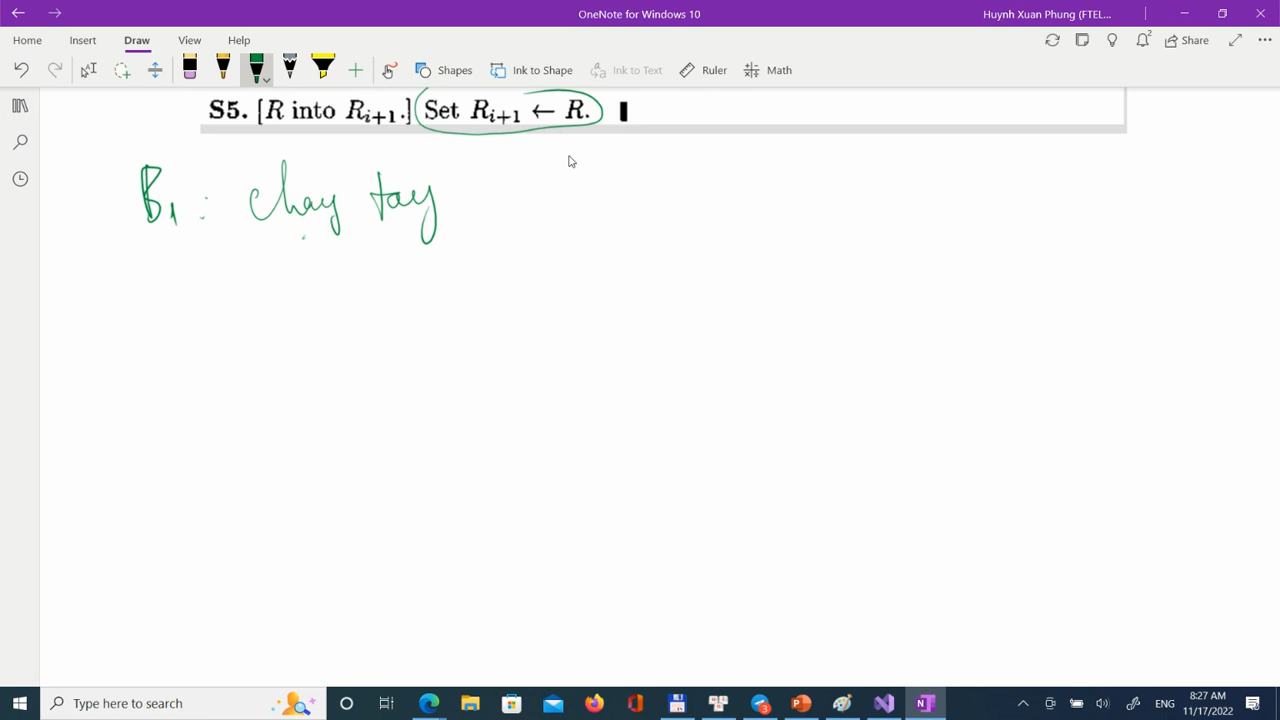 OneNote for Windows 10
Huynh Xuan Phung (FTEL...
Home Insert Draw View Help
Share
Shapes Ink to Shape Ink to Text Ruler Math
S5. [R into Rᵢ₊₁.] Set Rᵢ₊₁ ← R.
B₁: chạy tay
Type here to search
3
ENG
8:27 AM
11/17/2022